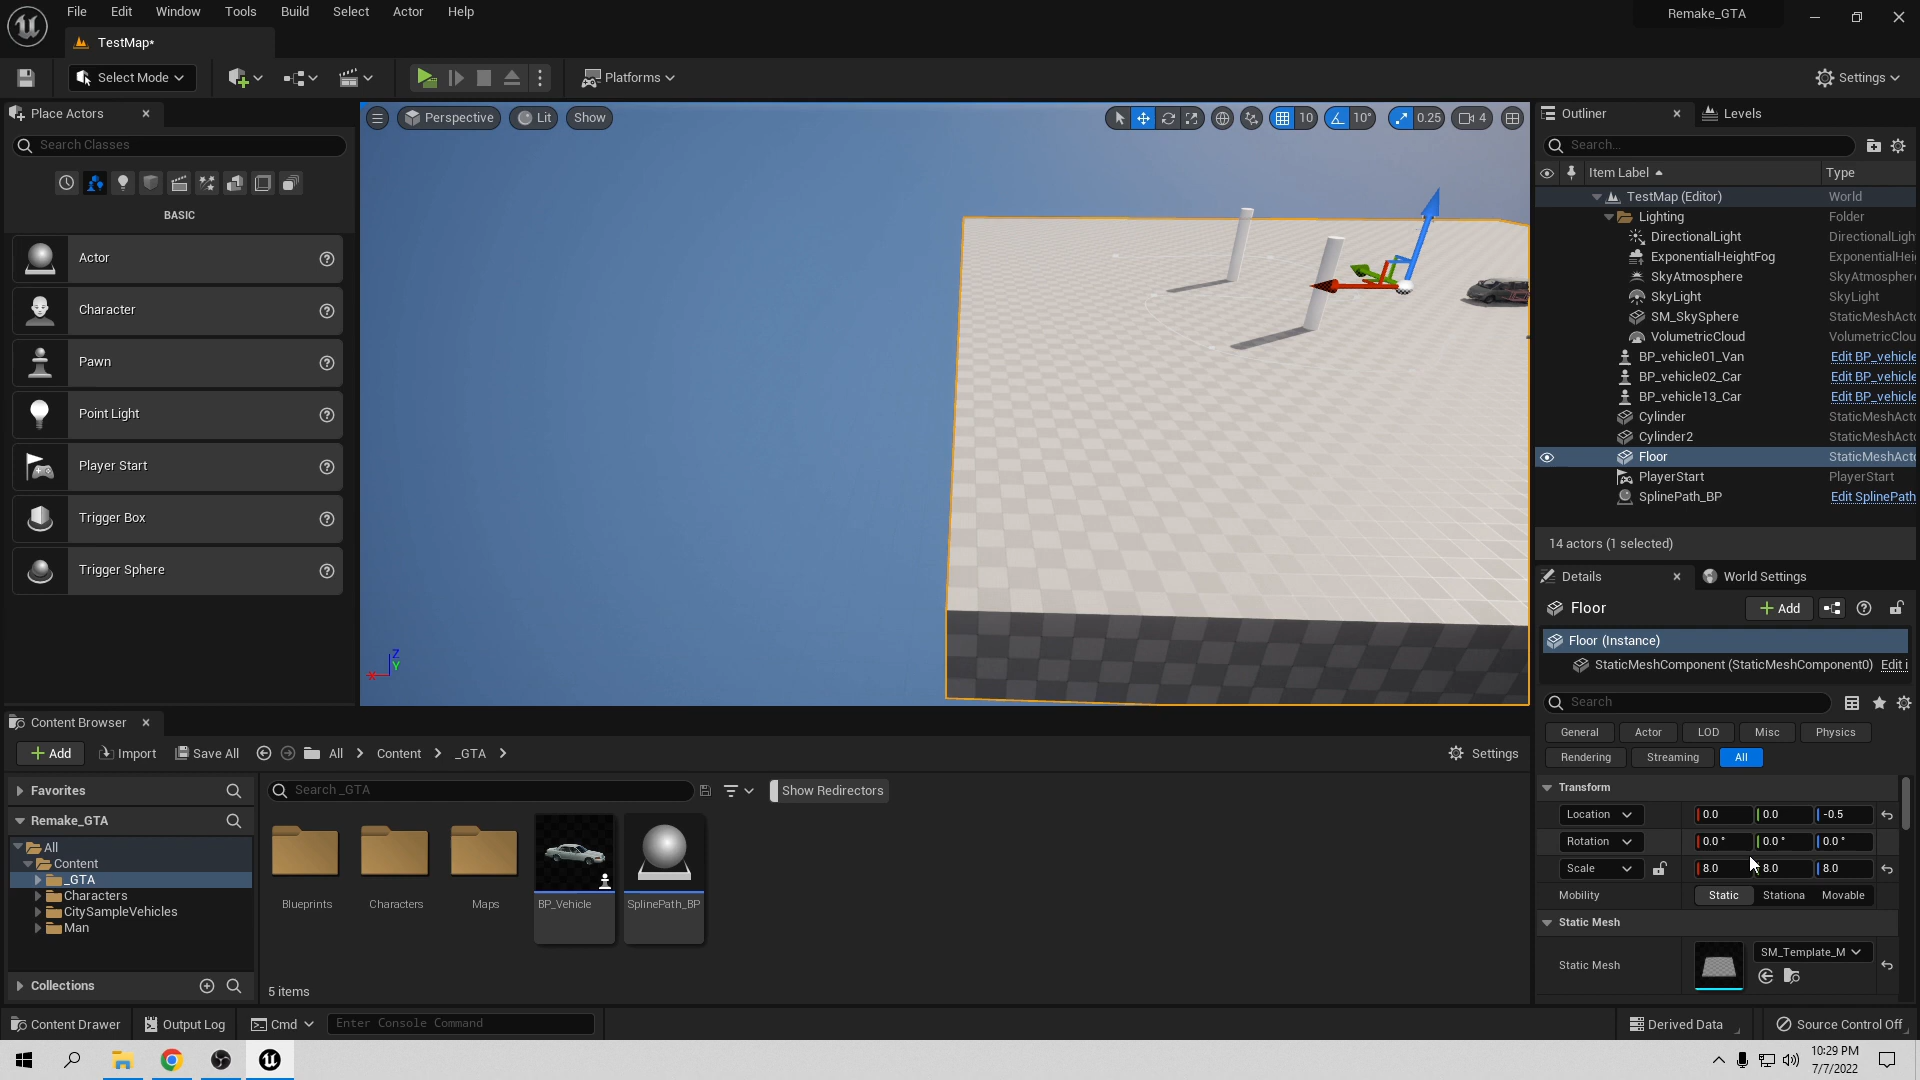 File Edit Window Tools Build Select Actor Help
Remake_GTA
TestMap*
Select Mode
Platforms
Settings
Place Actors
Search Classes
BASIC
Actor
Character
Pawn
Point Light
Player Start
Trigger Box
Trigger Sphere
Perspective Lit Show
10 10° 0.25 4
Z
Y
X
Outliner Levels
Search...
Item Label Type
TestMap (Editor) World
Lighting Folder
DirectionalLight DirectionalLigh
ExponentialHeightFog ExponentialHei
SkyAtmosphere SkyAtmospher
SkyLight SkyLight
SM_SkySphere StaticMeshActo
VolumetricCloud VolumetricClou
BP_vehicle01_Van Edit BP_vehicle
BP_vehicle02_Car Edit BP_vehicle
BP_vehicle13_Car Edit BP_vehicle
Cylinder StaticMeshActo
Cylinder2 StaticMeshActo
Floor StaticMeshActo
PlayerStart PlayerStart
SplinePath_BP Edit SplinePath
14 actors (1 selected)
Details World Settings
Floor Add
Floor (Instance)
StaticMeshComponent (StaticMeshComponent0) Edit i
Search
General Actor LOD Misc Physics
Rendering Streaming All
Transform
Location 0.0 0.0 -0.5
Rotation 0.0 ° 0.0 ° 0.0 °
Scale 8.0 8.0 8.0
Mobility Static Stationa Movable
Static Mesh
Static Mesh SM_Template_M
Content Browser
Add Import Save All All Content _GTA Settings
Favorites
Search _GTA Show Redirectors
Remake_GTA
All
Content
_GTA
Characters
CitySampleVehicles
Man
Collections
Blueprints Characters Maps BP_Vehicle SplinePath_BP
5 items
Content Drawer Output Log Cmd Enter Console Command Derived Data Source Control Off
10:29 PM
7/7/2022